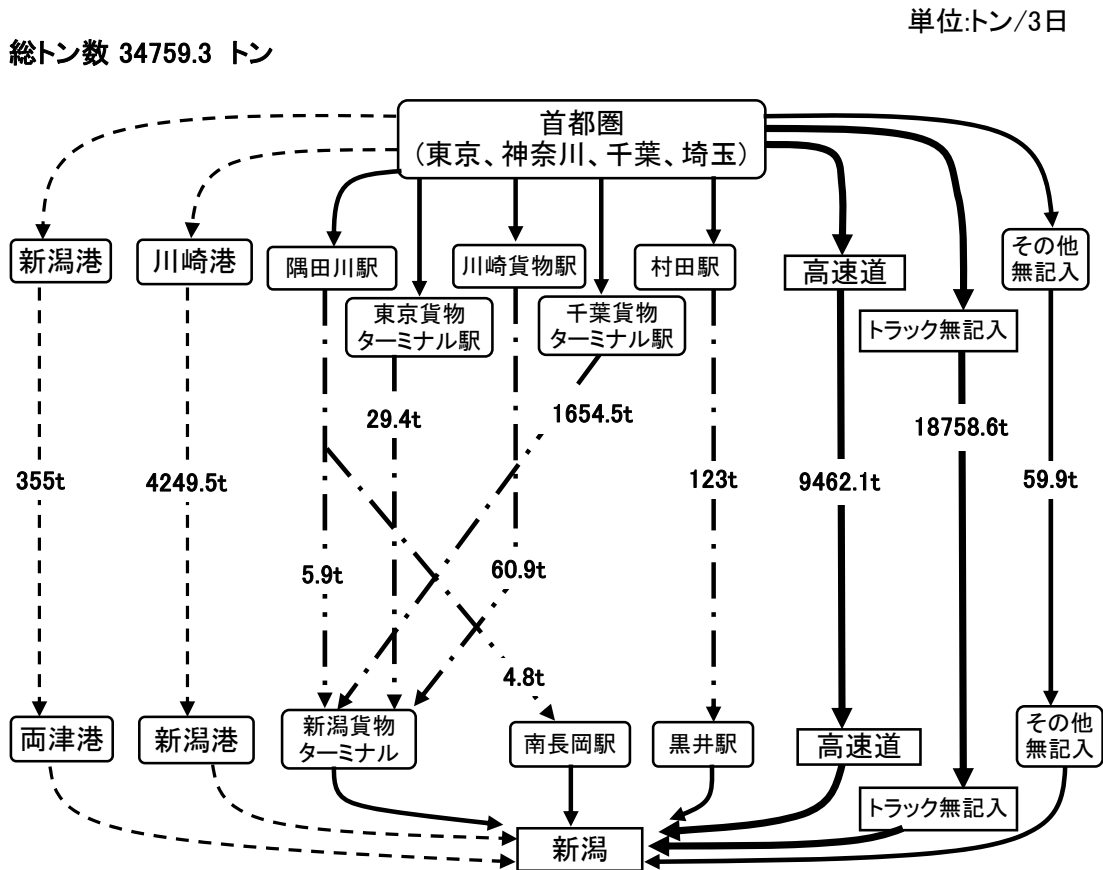 単位:トン/3日
総トン数 34759.3 トン
首都圏
（東京、神奈川、千葉、埼玉）
新潟港
川崎港
隅田川駅
川崎貨物駅
村田駅
高速道
その他
無記入
東京貨物
ターミナル駅
千葉貨物
ターミナル駅
トラック無記入
29.4t
1654.5t
18758.6t
355t
4249.5t
123t
9462.1t
59.9t
5.9t
60.9t
4.8t
両津港
新潟港
新潟貨物
ターミナル
南長岡駅
黒井駅
高速道
その他
無記入
トラック無記入
新潟